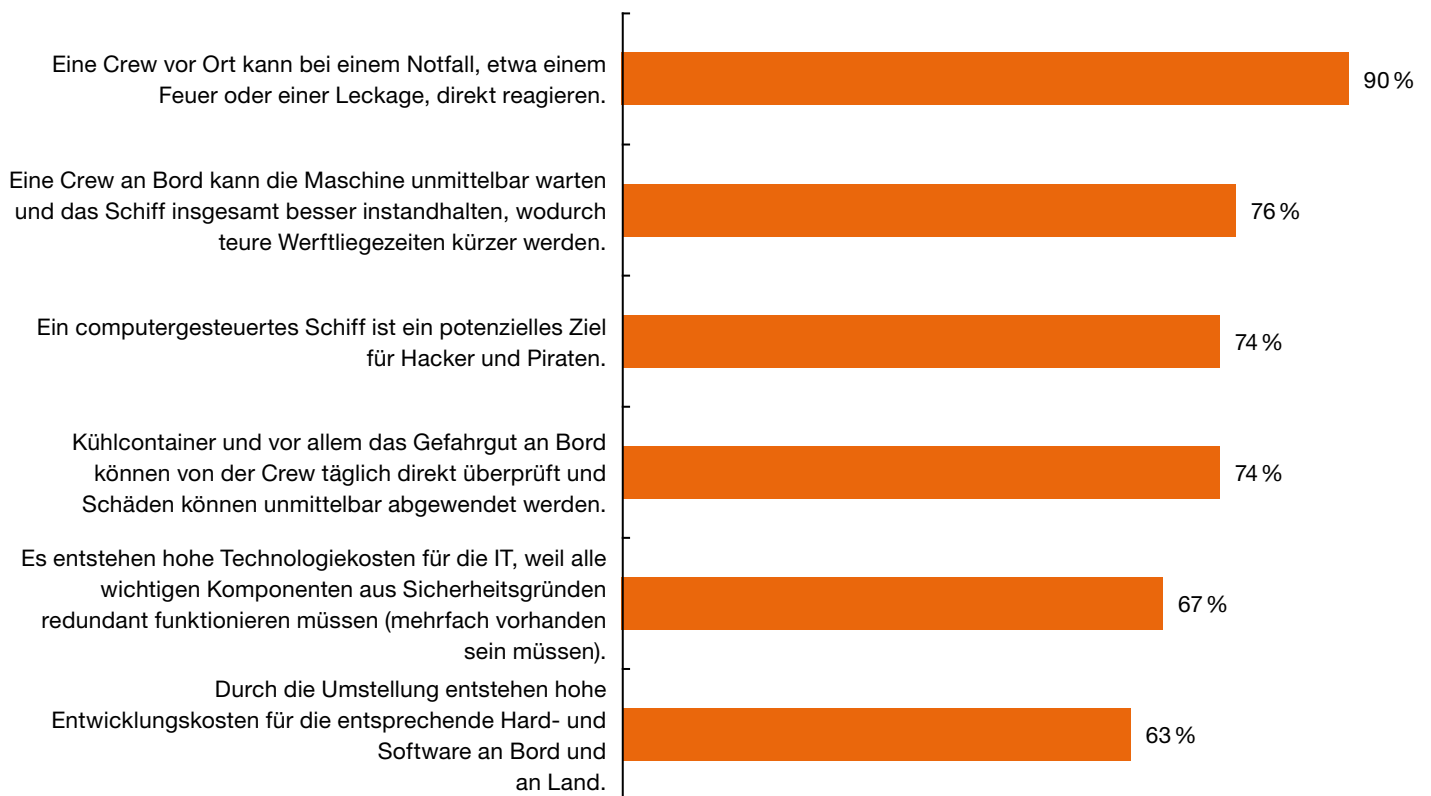 Eine Crew vor Ort kann bei einem Notfall, etwa einem
Feuer oder einer Leckage, direkt reagieren.
90 %
Eine Crew an Bord kann die Maschine unmittelbar warten
und das Schiff insgesamt besser instandhalten, wodurch
teure Werftliegezeiten kürzer werden.
76 %
Ein computergesteuertes Schiff ist ein potenzielles Ziel
für Hacker und Piraten.
74 %
Kühlcontainer und vor allem das Gefahrgut an Bord
können von der Crew täglich direkt überprüft und
Schäden können unmittelbar abgewendet werden.
74 %
Es entstehen hohe Technologiekosten für die IT, weil alle
wichtigen Komponenten aus Sicherheitsgründen
redundant funktionieren müssen (mehrfach vorhanden
sein müssen).
67 %
Durch die Umstellung entstehen hohe
Entwicklungskosten für die entsprechende Hard- und
Software an Bord und
an Land.
63 %